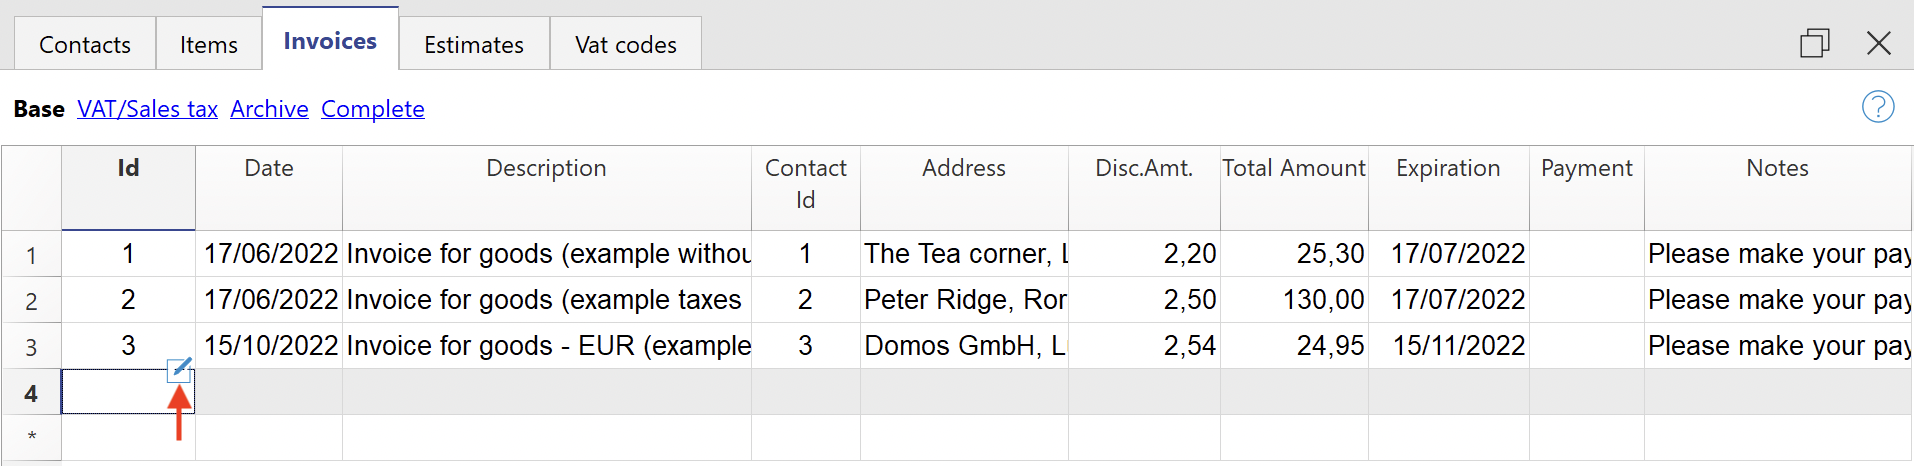 Contacts Items Invoices Estimates Vat codes
Base VAT/Sales tax Archive Complete ?
Id Date Description Contact Id Address Disc.Amt. Total Amount Expiration Payment Notes
1 1 17/06/2022 Invoice for goods (example withou 1 The Tea corner, L 2,20 25,30 17/07/2022 Please make your pay
2 2 17/06/2022 Invoice for goods (example taxes 2 Peter Ridge, Ror 2,50 130,00 17/07/2022 Please make your pay
3 3 15/10/2022 Invoice for goods - EUR (example 3 Domos GmbH, L 2,54 24,95 15/11/2022 Please make your pay
4
*